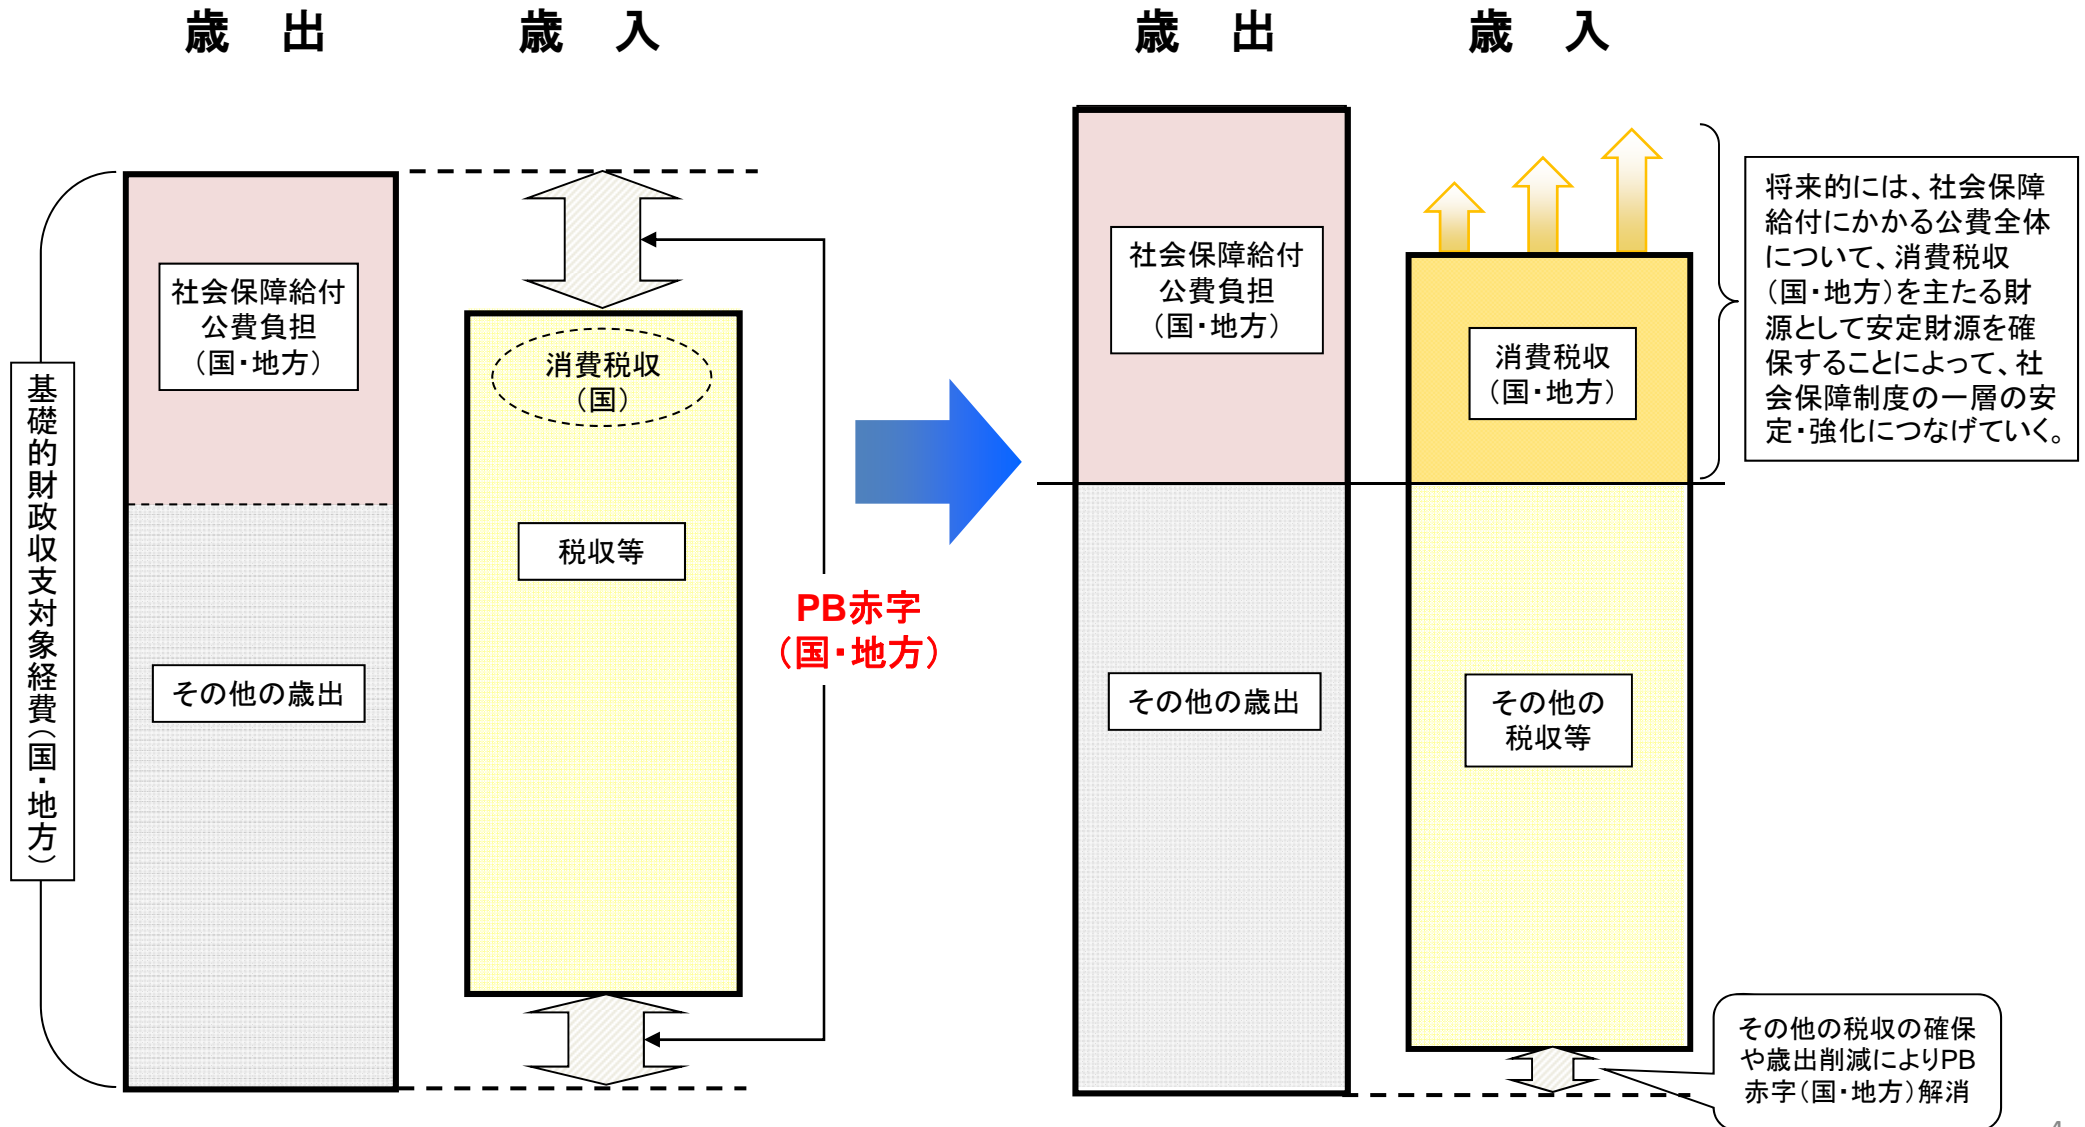 歳　出
歳　入
歳　出
歳　入
基礎的財政収支対象経費（国・地方）
社会保障給付
公費負担
（国・地方）
その他の歳出
消費税収
（国）
税収等
PB赤字
（国・地方）
社会保障給付
公費負担
（国・地方）
その他の歳出
消費税収
（国・地方）
その他の
税収等
将来的には、社会保障
給付にかかる公費全体
について、消費税収
（国・地方）を主たる財
源として安定財源を確
保することによって、社
会保障制度の一層の安
定・強化につなげていく。
その他の税収の確保
や歳出削減によりPB
赤字（国・地方）解消